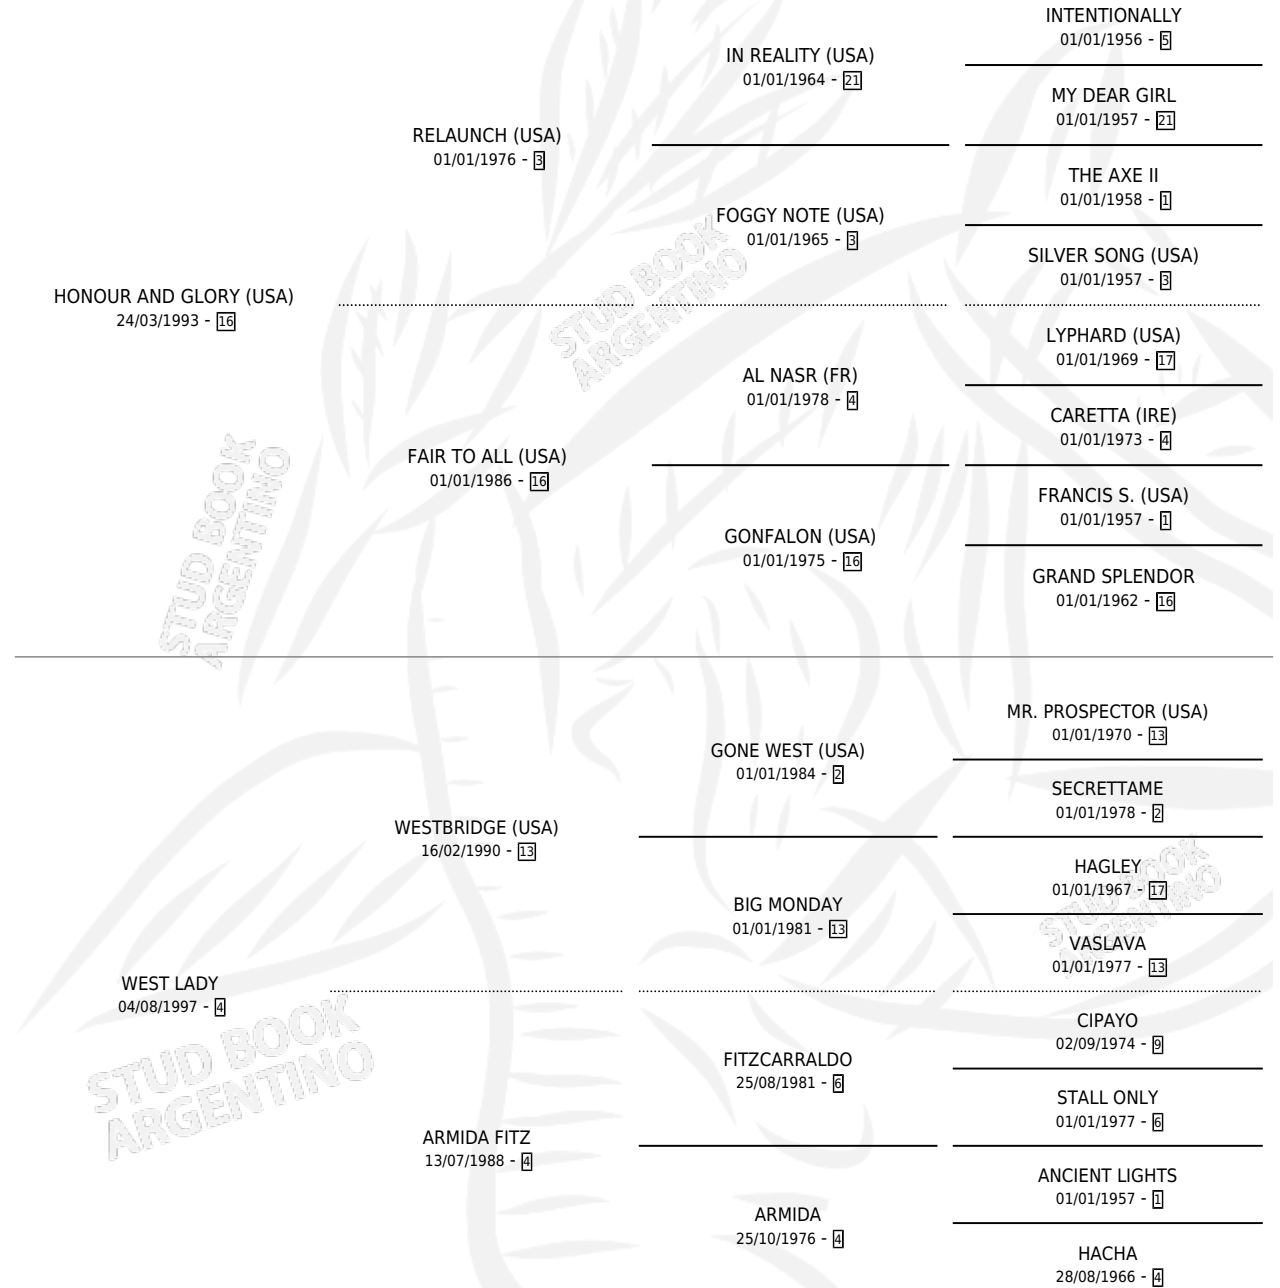 INTENTIONALLY
01/01/1956 - 5
IN REALITY (USA)
01/01/1964 - 21
MY DEAR GIRL
01/01/1957 - 21
RELAUNCH (USA)
01/01/1976 - 3
THE AXE II
01/01/1958 - 1
FOGGY NOTE (USA)
01/01/1965 - 3
SILVER SONG (USA)
01/01/1957 - 3
HONOUR AND GLORY (USA)
24/03/1993 - 16
STUD BOOK
ARGENTINO
LYPHARD (USA)
01/01/1969 - 17
AL NASR (FR)
01/01/1978 - 4
CARETTA (IRE)
01/01/1973 - 4
FAIR TO ALL (USA)
01/01/1986 - 16
FRANCIS S. (USA)
01/01/1957 - 1
GONFALON (USA)
01/01/1975 - 16
GRAND SPLENDOR
01/01/1962 - 16
STUD BOOK
ARGENTINO
MR. PROSPECTOR (USA)
01/01/1970 - 13
GONE WEST (USA)
01/01/1984 - 2
SECRETTAME
01/01/1978 - 2
WESTBRIDGE (USA)
16/02/1990 - 13
HAGLEY
01/01/1967 - 17
BIG MONDAY
01/01/1981 - 13
VASLAVA
01/01/1977 - 13
STUD BOOK
ARGENTINO
WEST LADY
04/08/1997 - 4
CIPAYO
02/09/1974 - 9
FITZCARRALDO
25/08/1981 - 6
STALL ONLY
01/01/1977 - 6
STUD BOOK
ARGENTINO
ARMIDA FITZ
13/07/1988 - 4
ANCIENT LIGHTS
01/01/1957 - 1
ARMIDA
25/10/1976 - 4
HACHA
28/08/1966 - 4